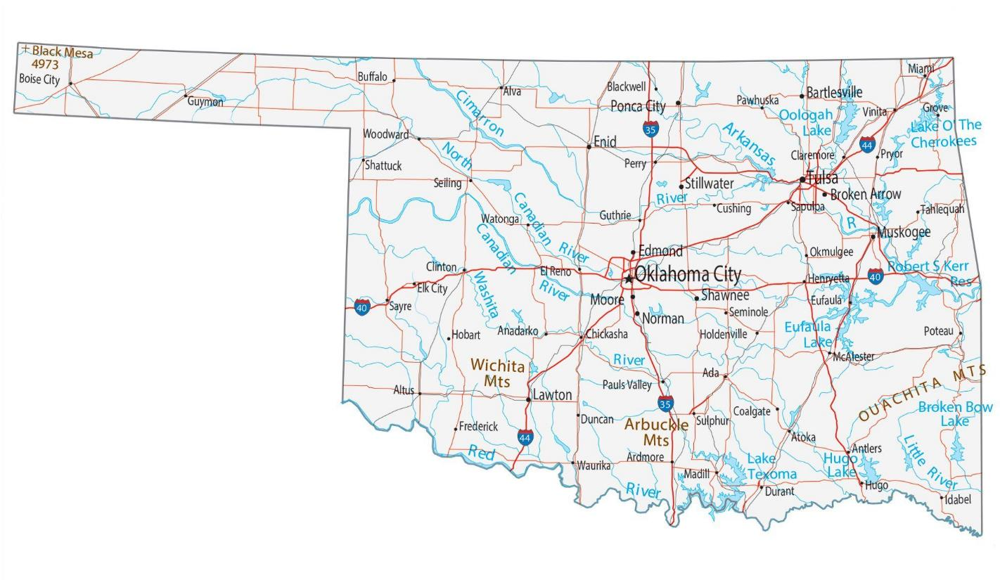 Black Mesa
4973
Boise City
Guymon
Buffalo
Alva
Blackwell
Ponca City
Pawhuska
Bartlesville
Miami
Oologah
Lake
Vinita
Grove
Lake O' The
Cherokees
Cimarron
Woodward
North
Enid
35
Arkansas
44
Claremore
Pryor
Shattuck
Perry
Seiling
Stillwater
Tulsa
Broken Arrow
River
Cushing
Sapulpa
Tahlequah
Watonga
Canadian
River
Guthrie
R
Muskogee
Canadian
River
Edmond
Okmulgee
Clinton
El Reno
Oklahoma City
Henryetta
40
Robert S Kerr
Res
Elk City
Washita
Moore
Shawnee
Eufaula
40
Sayre
Norman
Seminole
Hobart
Anadarko
Chickasha
Holdenville
Eufaula
Lake
Poteau
River
McAlester
Wichita
Mts
Pauls Valley
Ada
OUACHITA MTS
Altus
Lawton
35
Coalgate
Broken Bow
Lake
Frederick
Duncan
Arbuckle
Mts
Sulphur
44
Atoka
Red
Waurika
Ardmore
Antlers
Little River
Lake
Texoma
Hugo
Lake
Madill
River
Durant
Hugo
Idabel